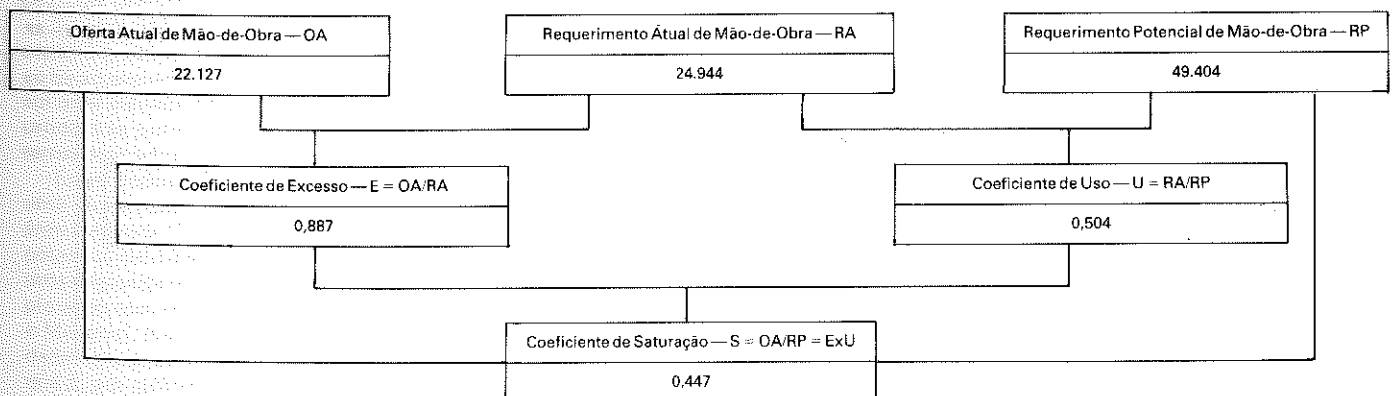 Oferta Atual de Mão-de-Obra — OA
22.127
Requerimento Atual de Mão-de-Obra — RA
24.944
Requerimento Potencial de Mão-de-Obra — RP
49.404
Coeficiente de Excesso — E = OA/RA
0,887
Coeficiente de Uso — U = RA/RP
0,504
Coeficiente de Saturação — S = OA/RP = ExU
0,447